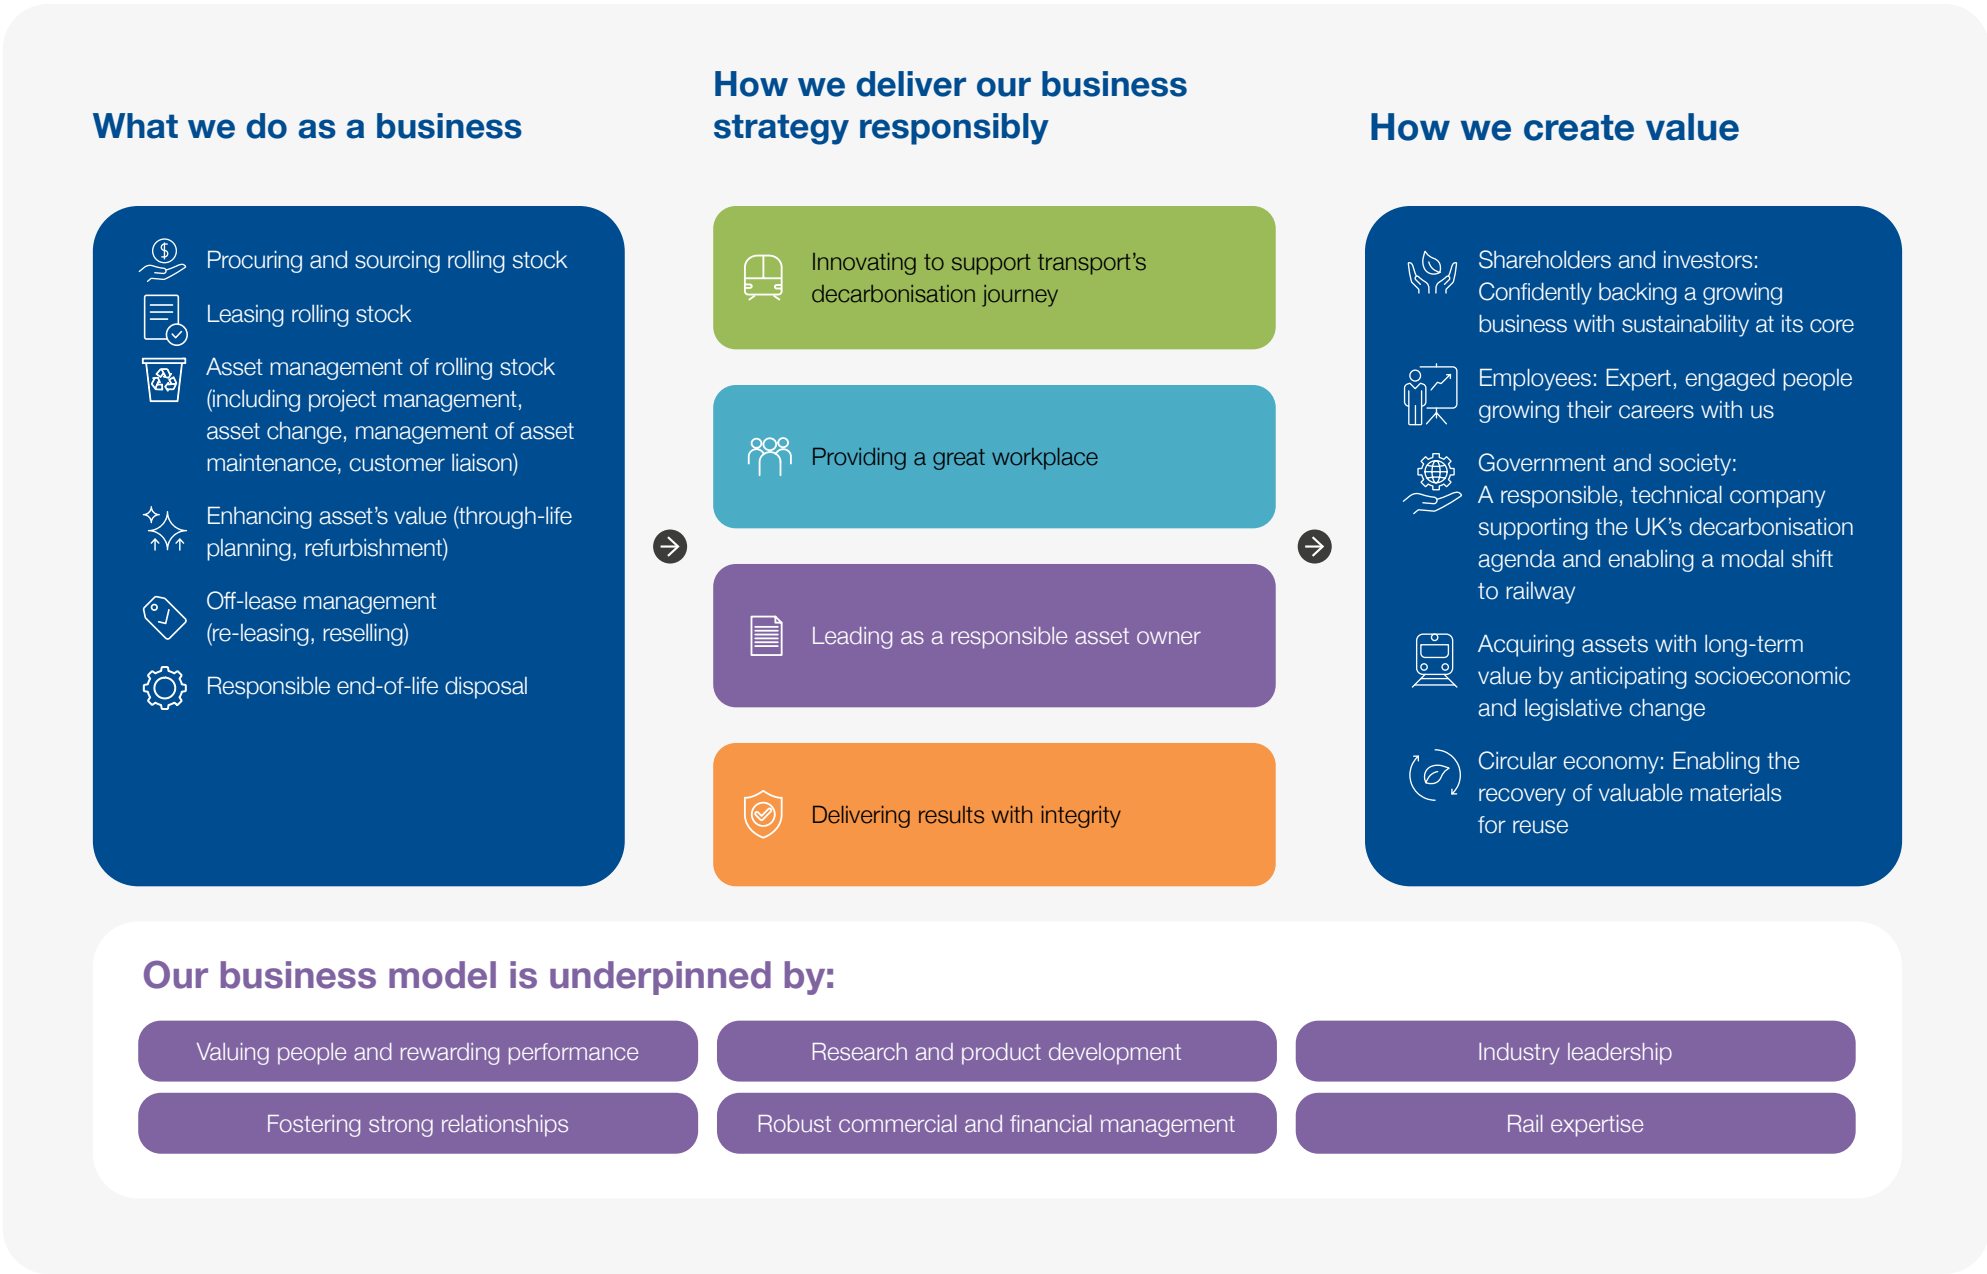 What we do as a business
Procuring and sourcing rolling stock
Leasing rolling stock
Asset management of rolling stock
(including project management,
asset change, management of asset
maintenance, customer liaison)
Enhancing asset’s value (through-life
planning, refurbishment)
Off-lease management
(re-leasing, reselling)
Responsible end-of-life disposal
How we deliver our business
strategy responsibly
Innovating to support transport’s
decarbonisation journey
Providing a great workplace
Leading as a responsible asset owner
Delivering results with integrity
How we create value
Shareholders and investors:
Confidently backing a growing
business with sustainability at its core
Employees: Expert, engaged people
growing their careers with us
Government and society:
A responsible, technical company
supporting the UK’s decarbonisation
agenda and enabling a modal shift
to railway
Acquiring assets with long-term
value by anticipating socioeconomic
and legislative change
Circular economy: Enabling the
recovery of valuable materials
for reuse
Our business model is underpinned by:
Valuing people and rewarding performance
Research and product development
Industry leadership
Fostering strong relationships
Robust commercial and financial management
Rail expertise